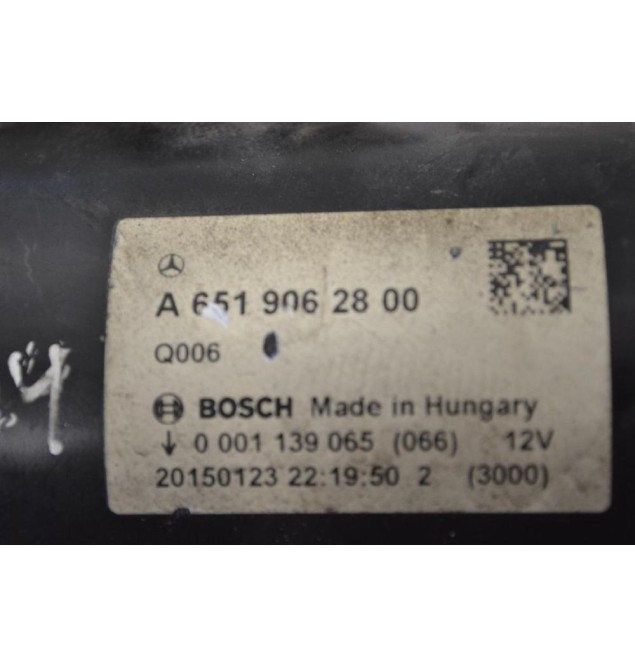 A 651 906 28 00
Q006
BOSCH Made in Hungary
↓ 0 001 139 065 (066) 12V
20150123 22:19:50 2 (3000)